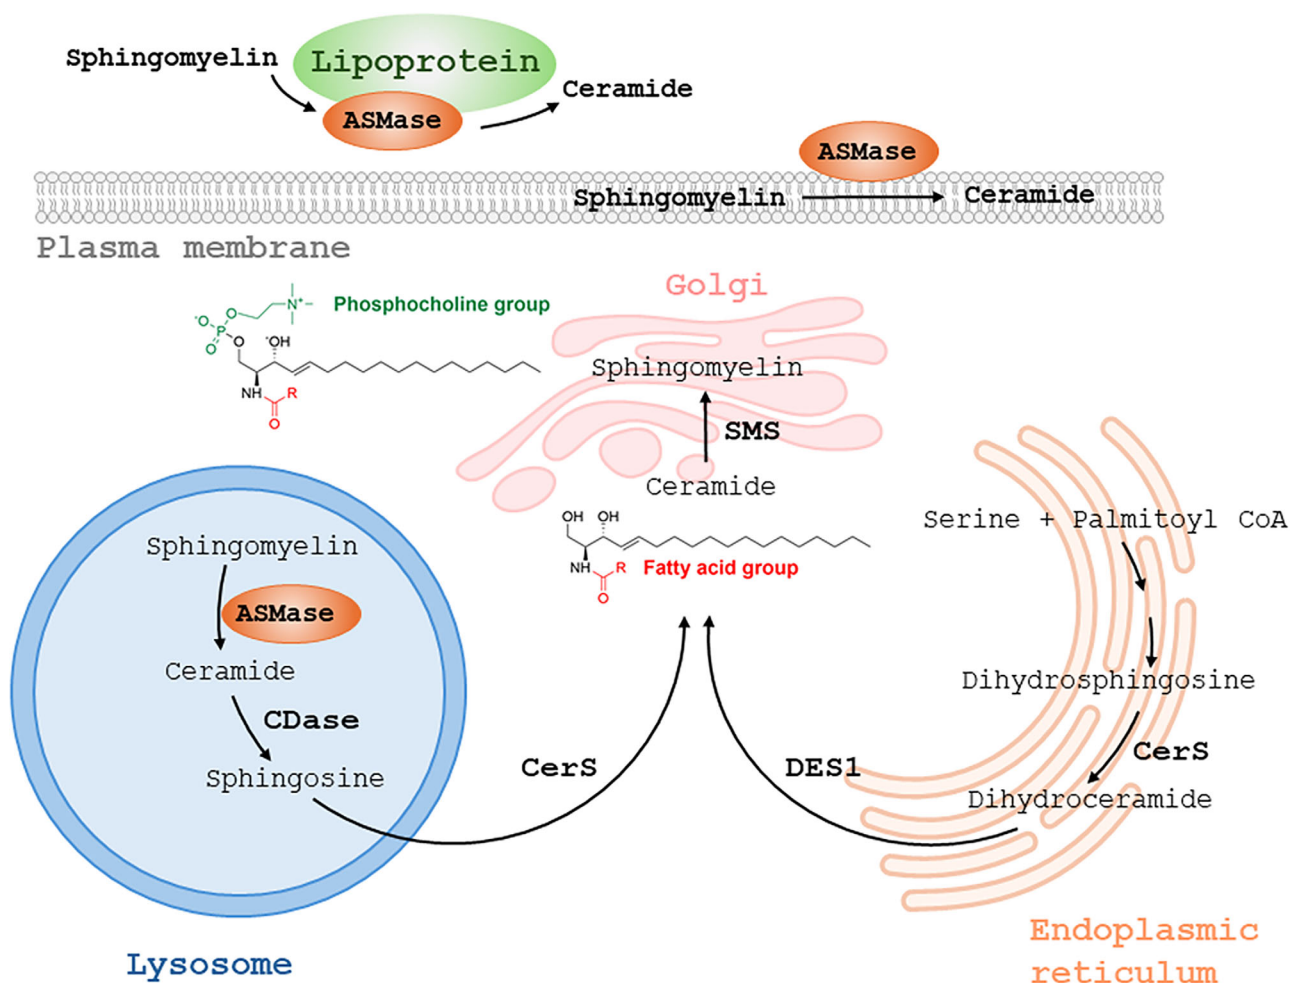 Sphingomyelin
Lipoprotein
ASMase
Ceramide
ASMase
Sphingomyelin
Ceramide
Plasma membrane
Golgi
Phosphocholine group
N+
-O
O
P
O
O
OH
NH
R
O
Sphingomyelin
SMS
Ceramide
OH OH
NH
R
O
Fatty acid group
Serine + Palmitoyl CoA
Dihydrosphingosine
CerS
Dihydroceramide
DES1
CerS
Sphingomyelin
ASMase
Ceramide
CDase
Sphingosine
Lysosome
Endoplasmic
reticulum